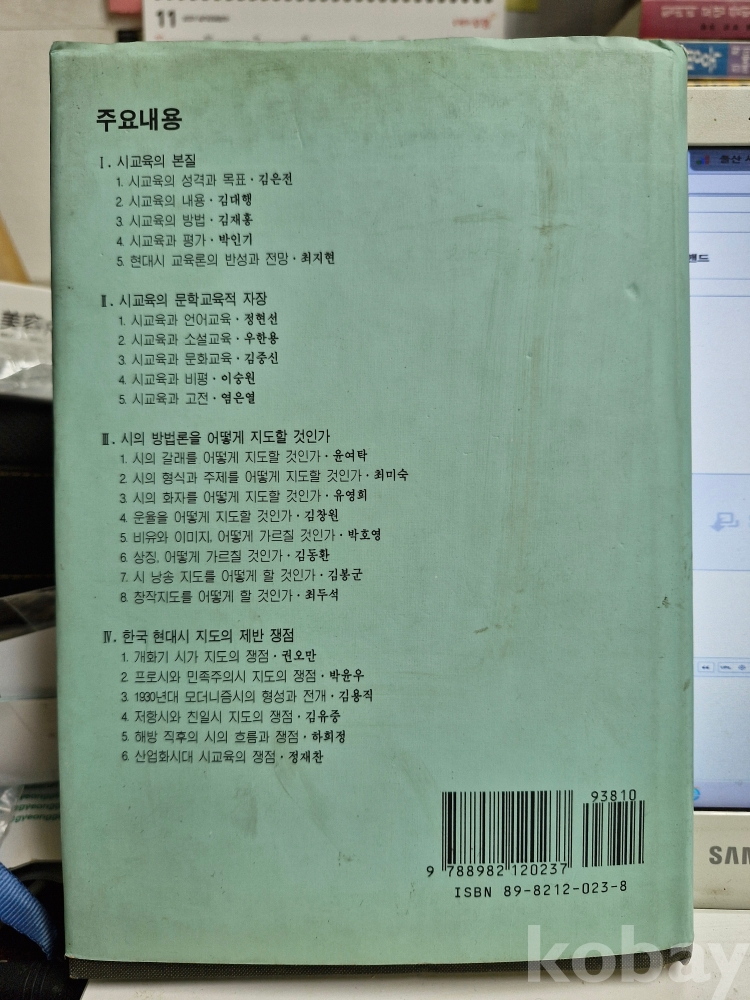 11
주요내용
Ⅰ. 시교육의 본질
1. 시교육의 성격과 목표 · 김은전
2. 시교육의 내용 · 김대행
3. 시교육의 방법 · 김재홍
4. 시교육과 평가 · 박인기
5. 현대시 교육론의 반성과 전망 · 최지현
Ⅱ. 시교육의 문학교육적 자장
1. 시교육과 언어교육 · 정현선
2. 시교육과 소설교육 · 우한용
3. 시교육과 문화교육 · 김중신
4. 시교육과 비평 · 이숭원
5. 시교육과 고전 · 염은열
Ⅲ. 시의 방법론을 어떻게 지도할 것인가
1. 시의 갈래를 어떻게 지도할 것인가 · 윤여탁
2. 시의 형식과 주제를 어떻게 지도할 것인가 · 최미숙
3. 시의 화자를 어떻게 지도할 것인가 · 유영희
4. 운율을 어떻게 지도할 것인가 · 김창원
5. 비유와 이미지, 어떻게 가르질 것인가 · 박호영
6. 상징, 어떻게 가르질 것인가 · 김동환
7. 시 낭송 지도를 어떻게 할 것인가 · 김봉군
8. 창작지도를 어떻게 할 것인가 · 최두석
Ⅳ. 한국 현대시 지도의 제반 쟁점
1. 개화기 시가 지도의 쟁점 · 권오만
2. 프로시와 민족주의시 지도의 쟁점 · 박윤우
3. 1930년대 모더니즘시의 형성과 전개 · 김용직
4. 저항시와 친일시 지도의 쟁점 · 김유중
5. 해방 직후의 시의 흐름과 쟁점 · 하희정
6. 산업화시대 시교육의 쟁점 · 정재찬
93810
9 788982 120237
ISBN 89-8212-023-8
美容
밴드
SAM
kobay